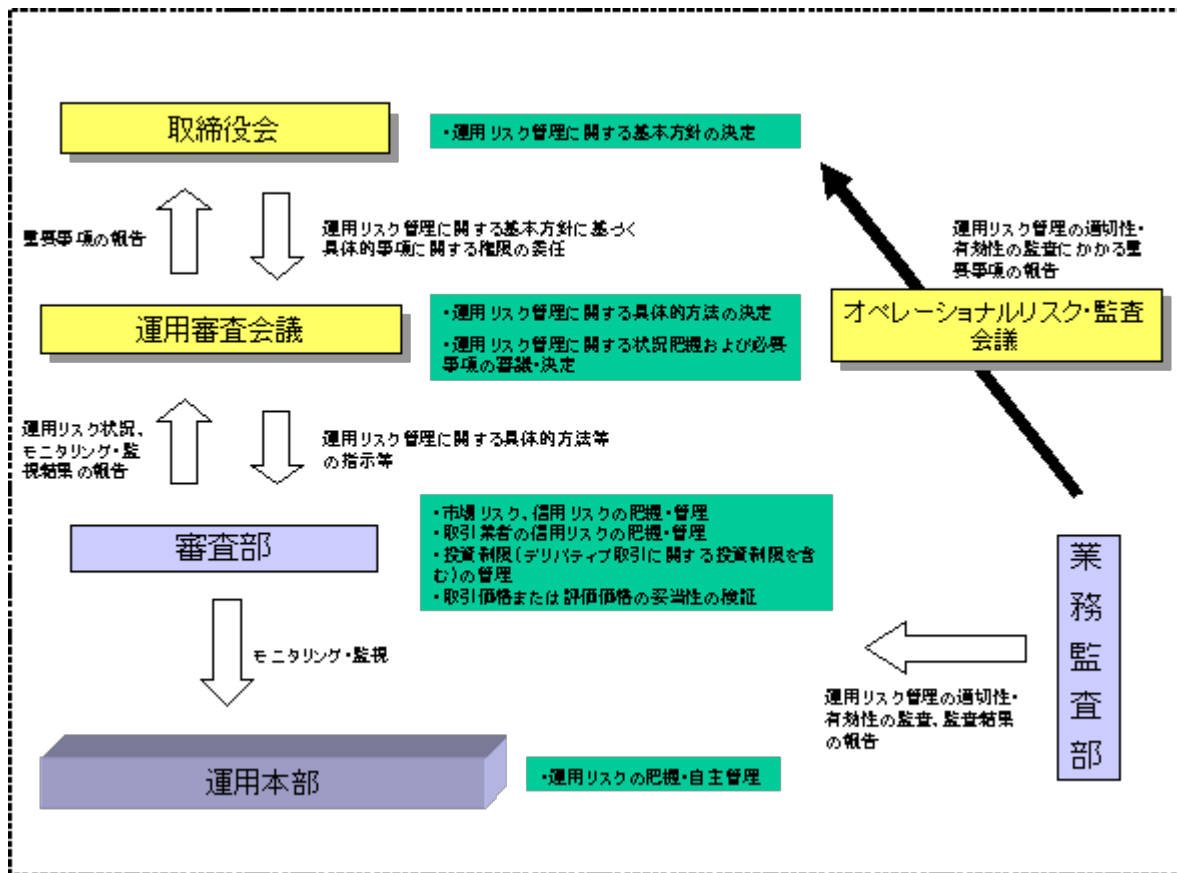 取締役会
・運用リスク管理に関する基本方針の決定
重要事項の報告
運用リスク管理に関する基本方針に基づく
具体的事項に関する権限の委任
運用リスク管理の適切性・
有効性の監査にかかる重
要事項の報告
運用審査会議
・運用リスク管理に関する具体的方法の決定
・運用リスク管理に関する状況把握および必要
事項の審議・決定
オペレーショナルリスク・監査
会議
運用リスク状況、
モニタリング・監
視結果の報告
運用リスク管理に関する具体的方法等
の指示等
審査部
・市場リスク、信用リスクの把握・管理
・取引業者の信用リスクの把握・管理
・投資制限(デリバティブ取引に関する投資制限を含
む)の管理
・取引価格または評価価格の妥当性の検証
業務監査部
モニタリング・監視
運用リスク管理の適切性・
有効性の監査、監査結果
の報告
運用本部
・運用リスクの把握・自主管理